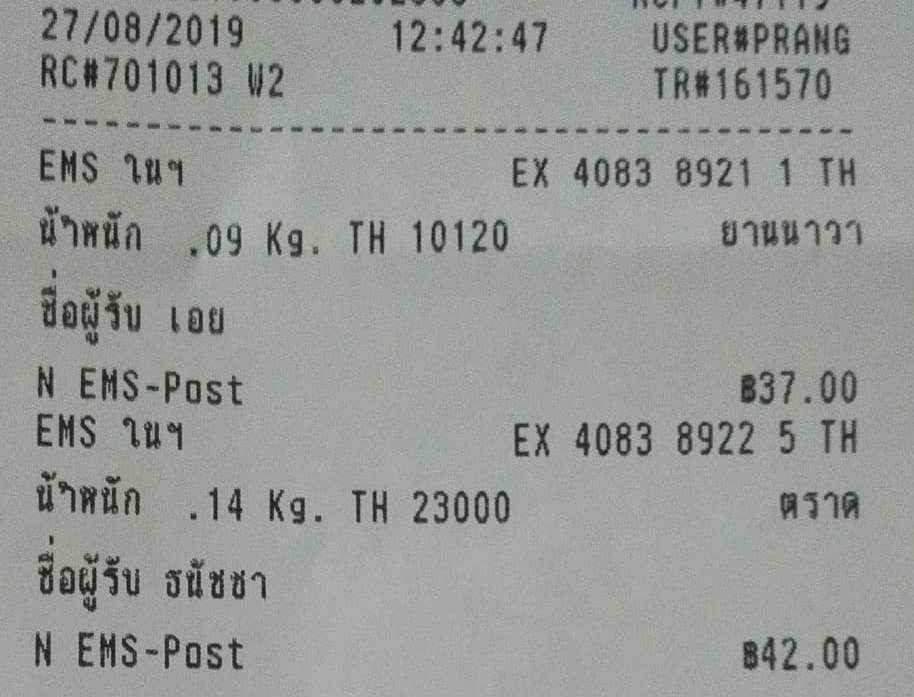 27/08/2019 12:42:47 USER#PRANG
RC#701013 W2 TR#161570
EMS ในฯ EX 4083 8921 1 TH
น้ำหนัก .09 Kg. TH 10120 ยานนาวา
ชื่อผู้รับ เอย
N EMS-Post ฿37.00
EMS ในฯ EX 4083 8922 5 TH
น้ำหนัก .14 Kg. TH 23000 ตราด
ชื่อผู้รับ ธนัชชา
N EMS-Post ฿42.00